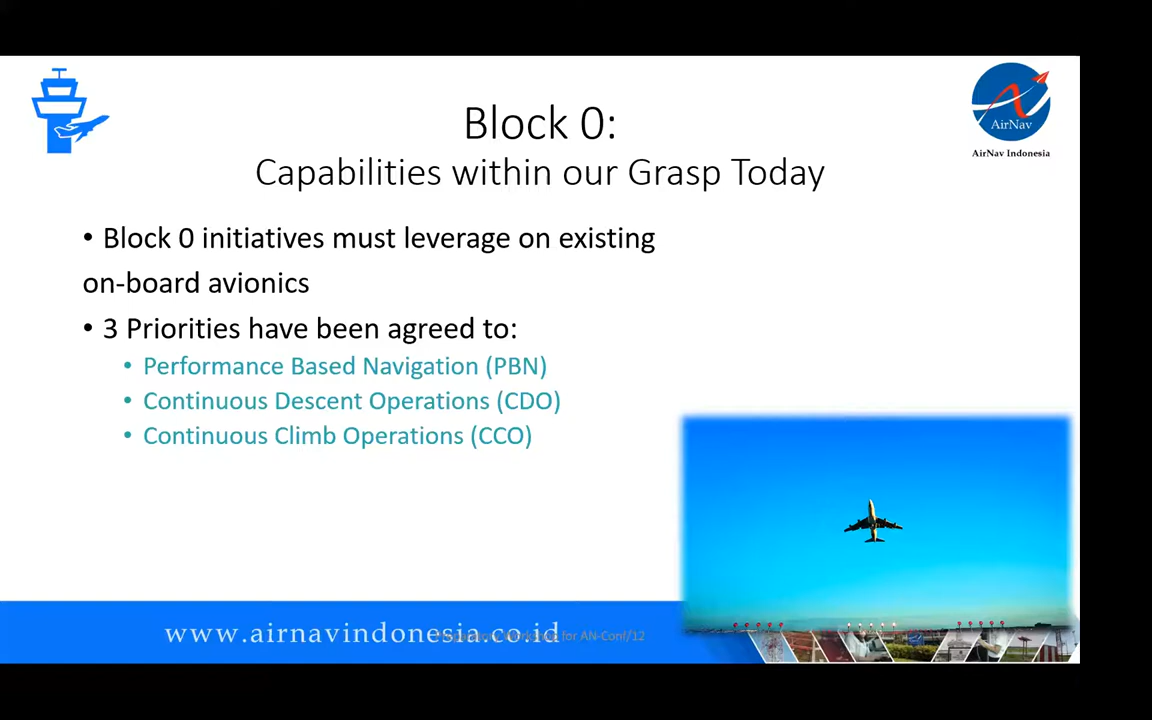 Block 0:
Capabilities within our Grasp Today
AirNav
AirNav Indonesia
• Block 0 initiatives must leverage on existing
on-board avionics
• 3 Priorities have been agreed to:
• Performance Based Navigation (PBN)
• Continuous Descent Operations (CDO)
• Continuous Climb Operations (CCO)
www.airnavindonesia.co.id
for AN-Conf/12